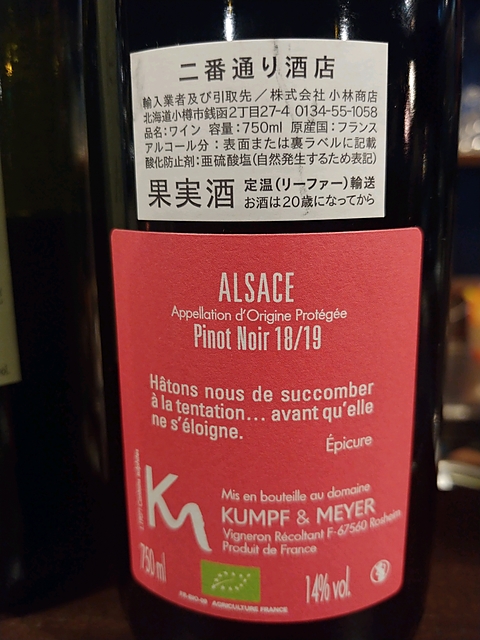 二番通り酒店
輸入業者及び引取先／株式会社小林商店
北海道小樽市銭函2丁目27-4 0134-55-1058
品名:ワイン 容量:750ml 原産国:フランス
アルコール分:表面または裏ラベルに記載
酸化防止剤:亜硫酸塩(自然発生するため表記)
果実酒 定温(リーファー)輸送
お酒は20歳になってから
ALSACE
Appellation d'Origine Protégée
Pinot Noir 18/19
Hâtons nous de succomber
à la tentation... avant qu'elle
ne s'éloigne.
Épicure
Mis en bouteille au domaine
KUMPF & MEYER
Vigneron Récoltant F-67560 Rosheim
Produit de France
750 ml
14% vol.
FR-BIO-10 AGRICULTURE FRANCE